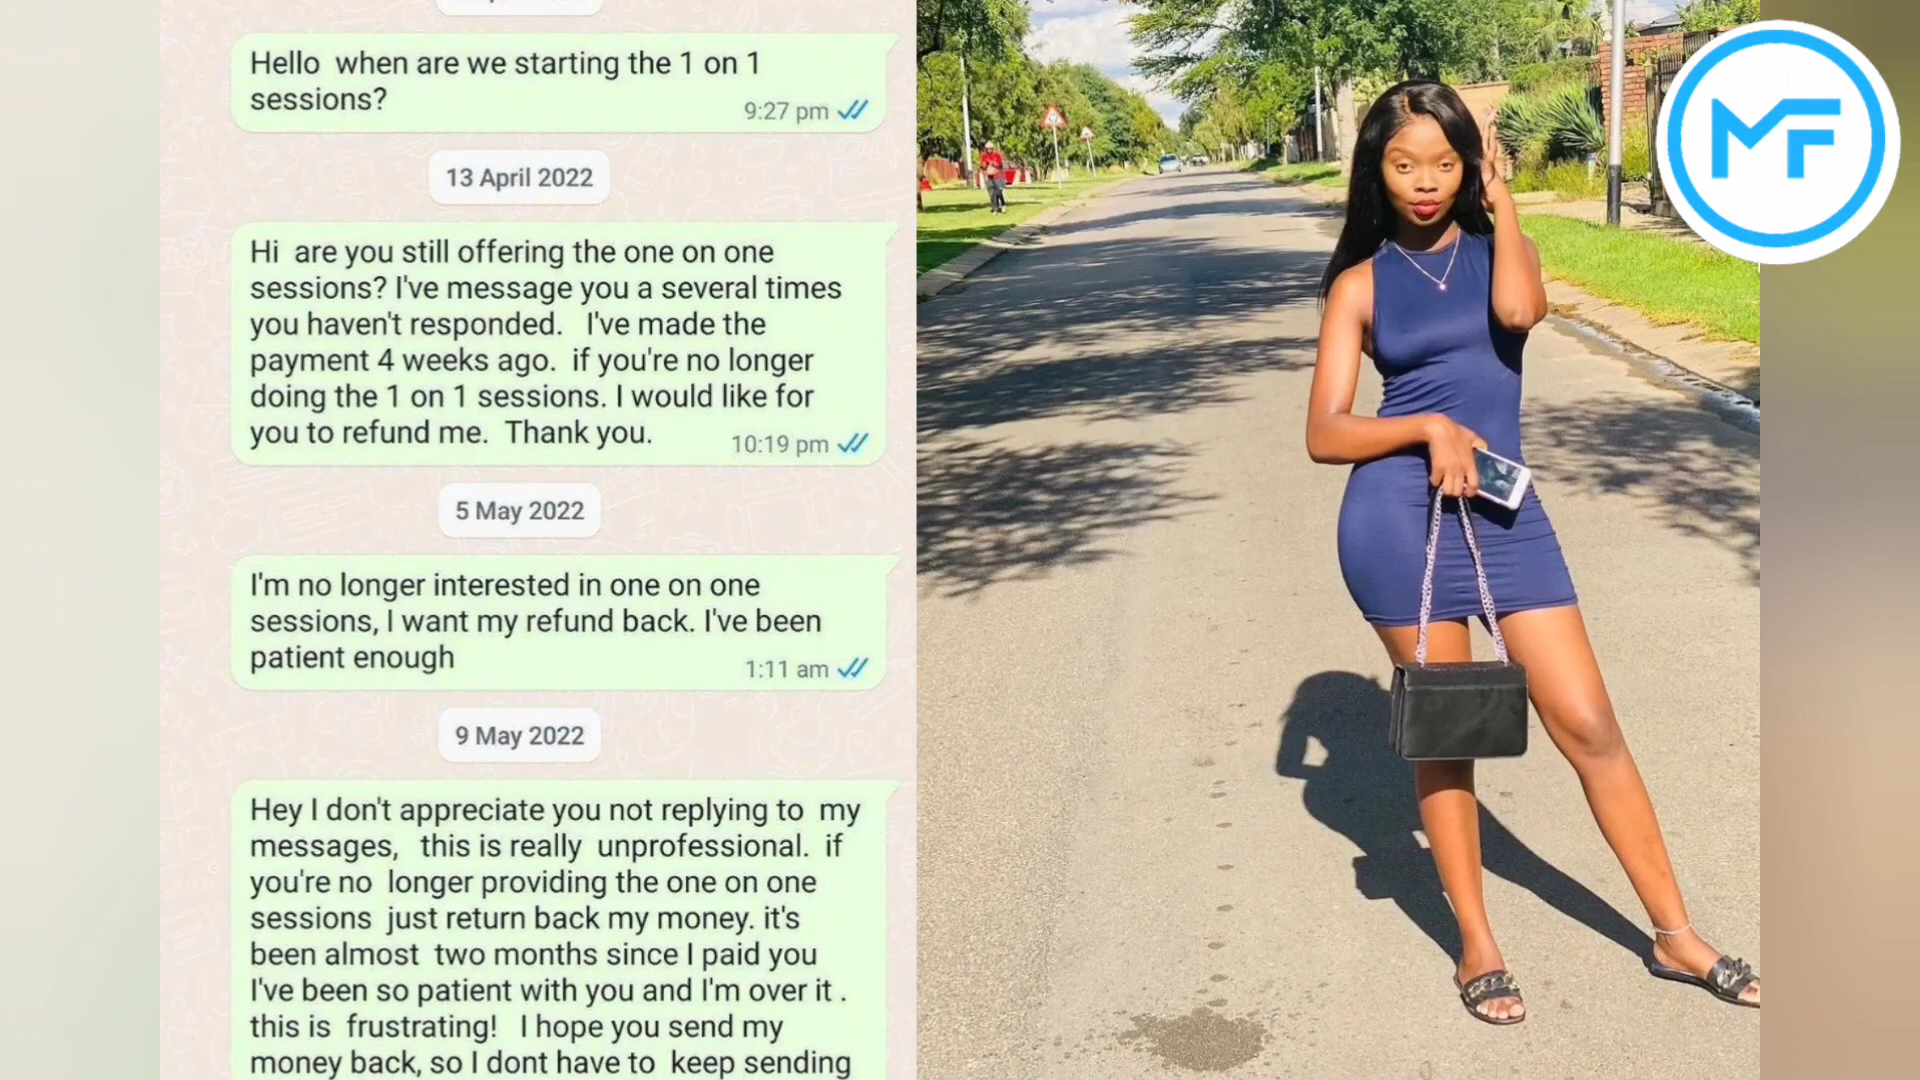 Hello when are we starting the 1 on 1
sessions?
9:27 pm
13 April 2022
Hi are you still offering the one on one
sessions? I've message you a several times
you haven't responded. I've made the
payment 4 weeks ago. if you're no longer
doing the 1 on 1 sessions. I would like for
you to refund me. Thank you.
10:19 pm
5 May 2022
I'm no longer interested in one on one
sessions, I want my refund back. I've been
patient enough
1:11 am
9 May 2022
Hey I don't appreciate you not replying to my
messages, this is really unprofessional. if
you're no longer providing the one on one
sessions just return back my money. it's
been almost two months since I paid you
I've been so patient with you and I'm over it .
this is frustrating! I hope you send my
money back, so I dont have to keep sending
MF